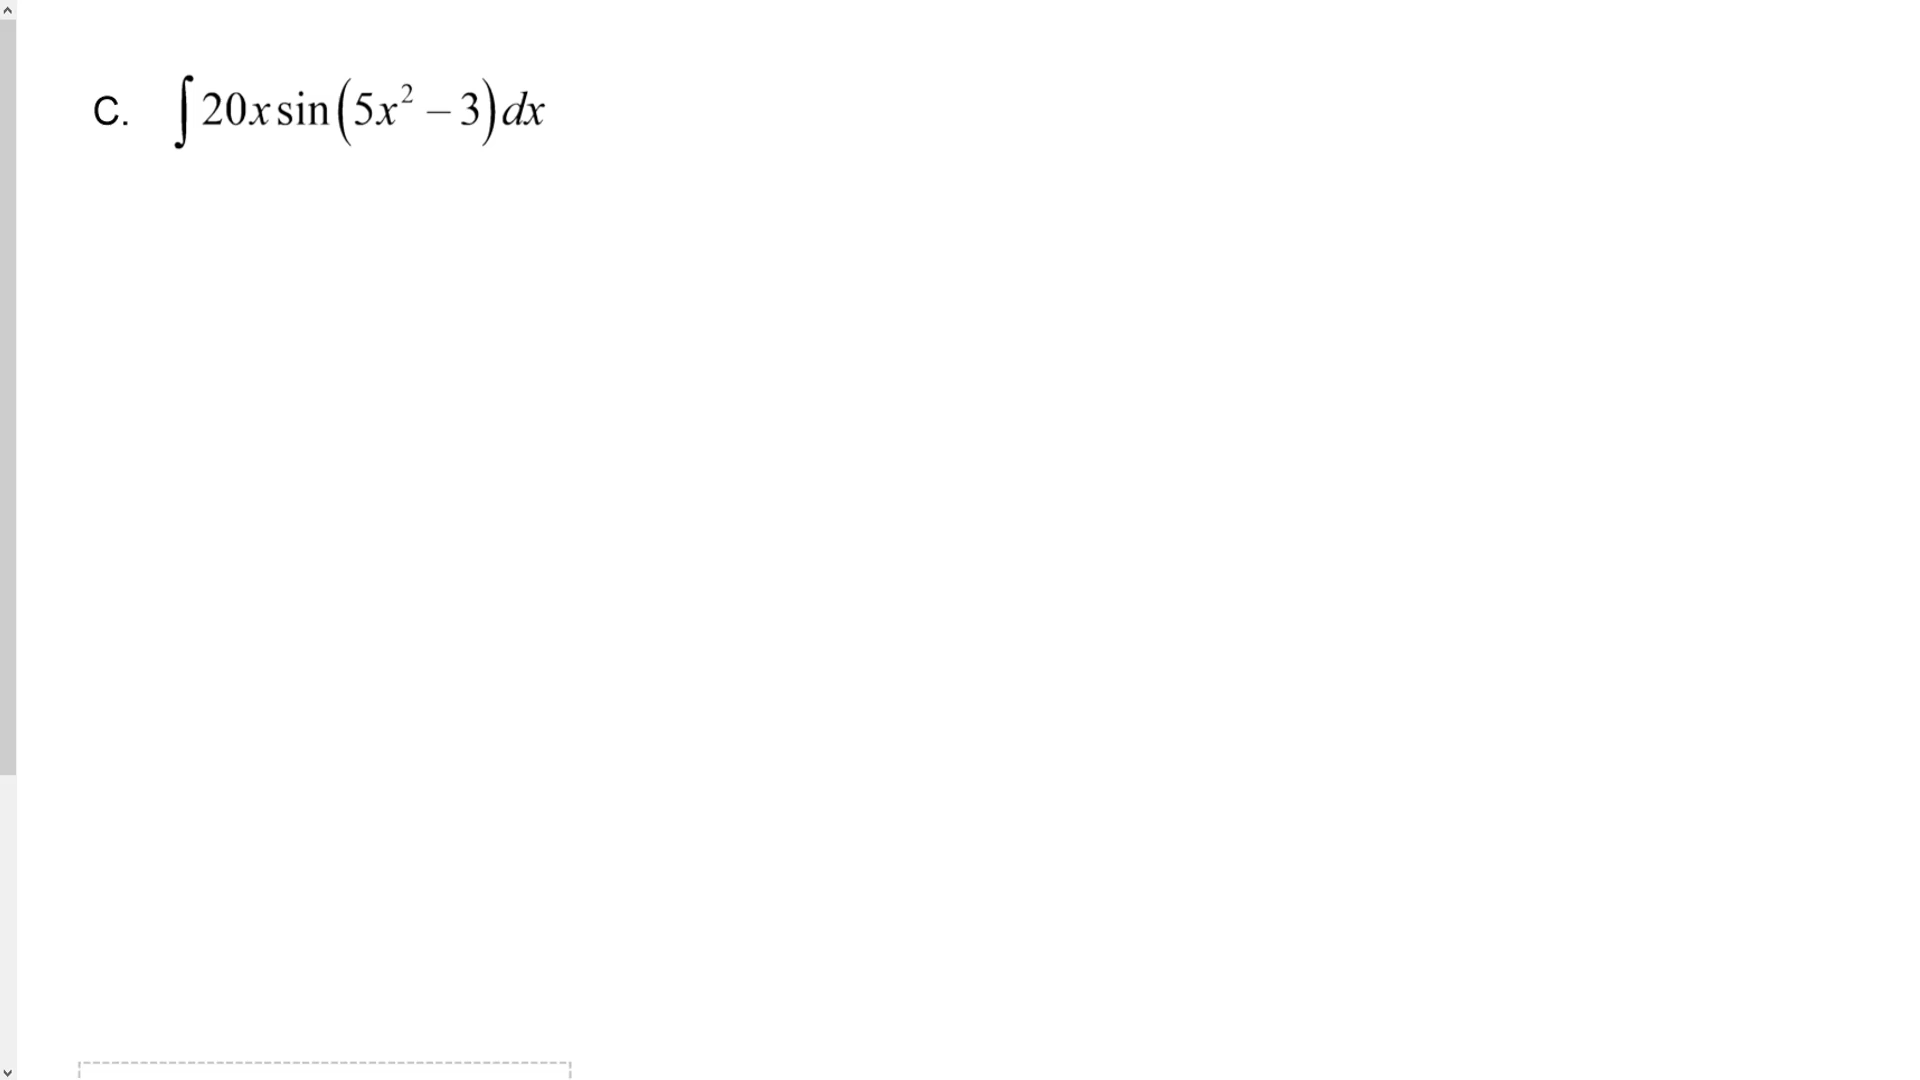 C. ∫20x sin(5x² − 3)dx